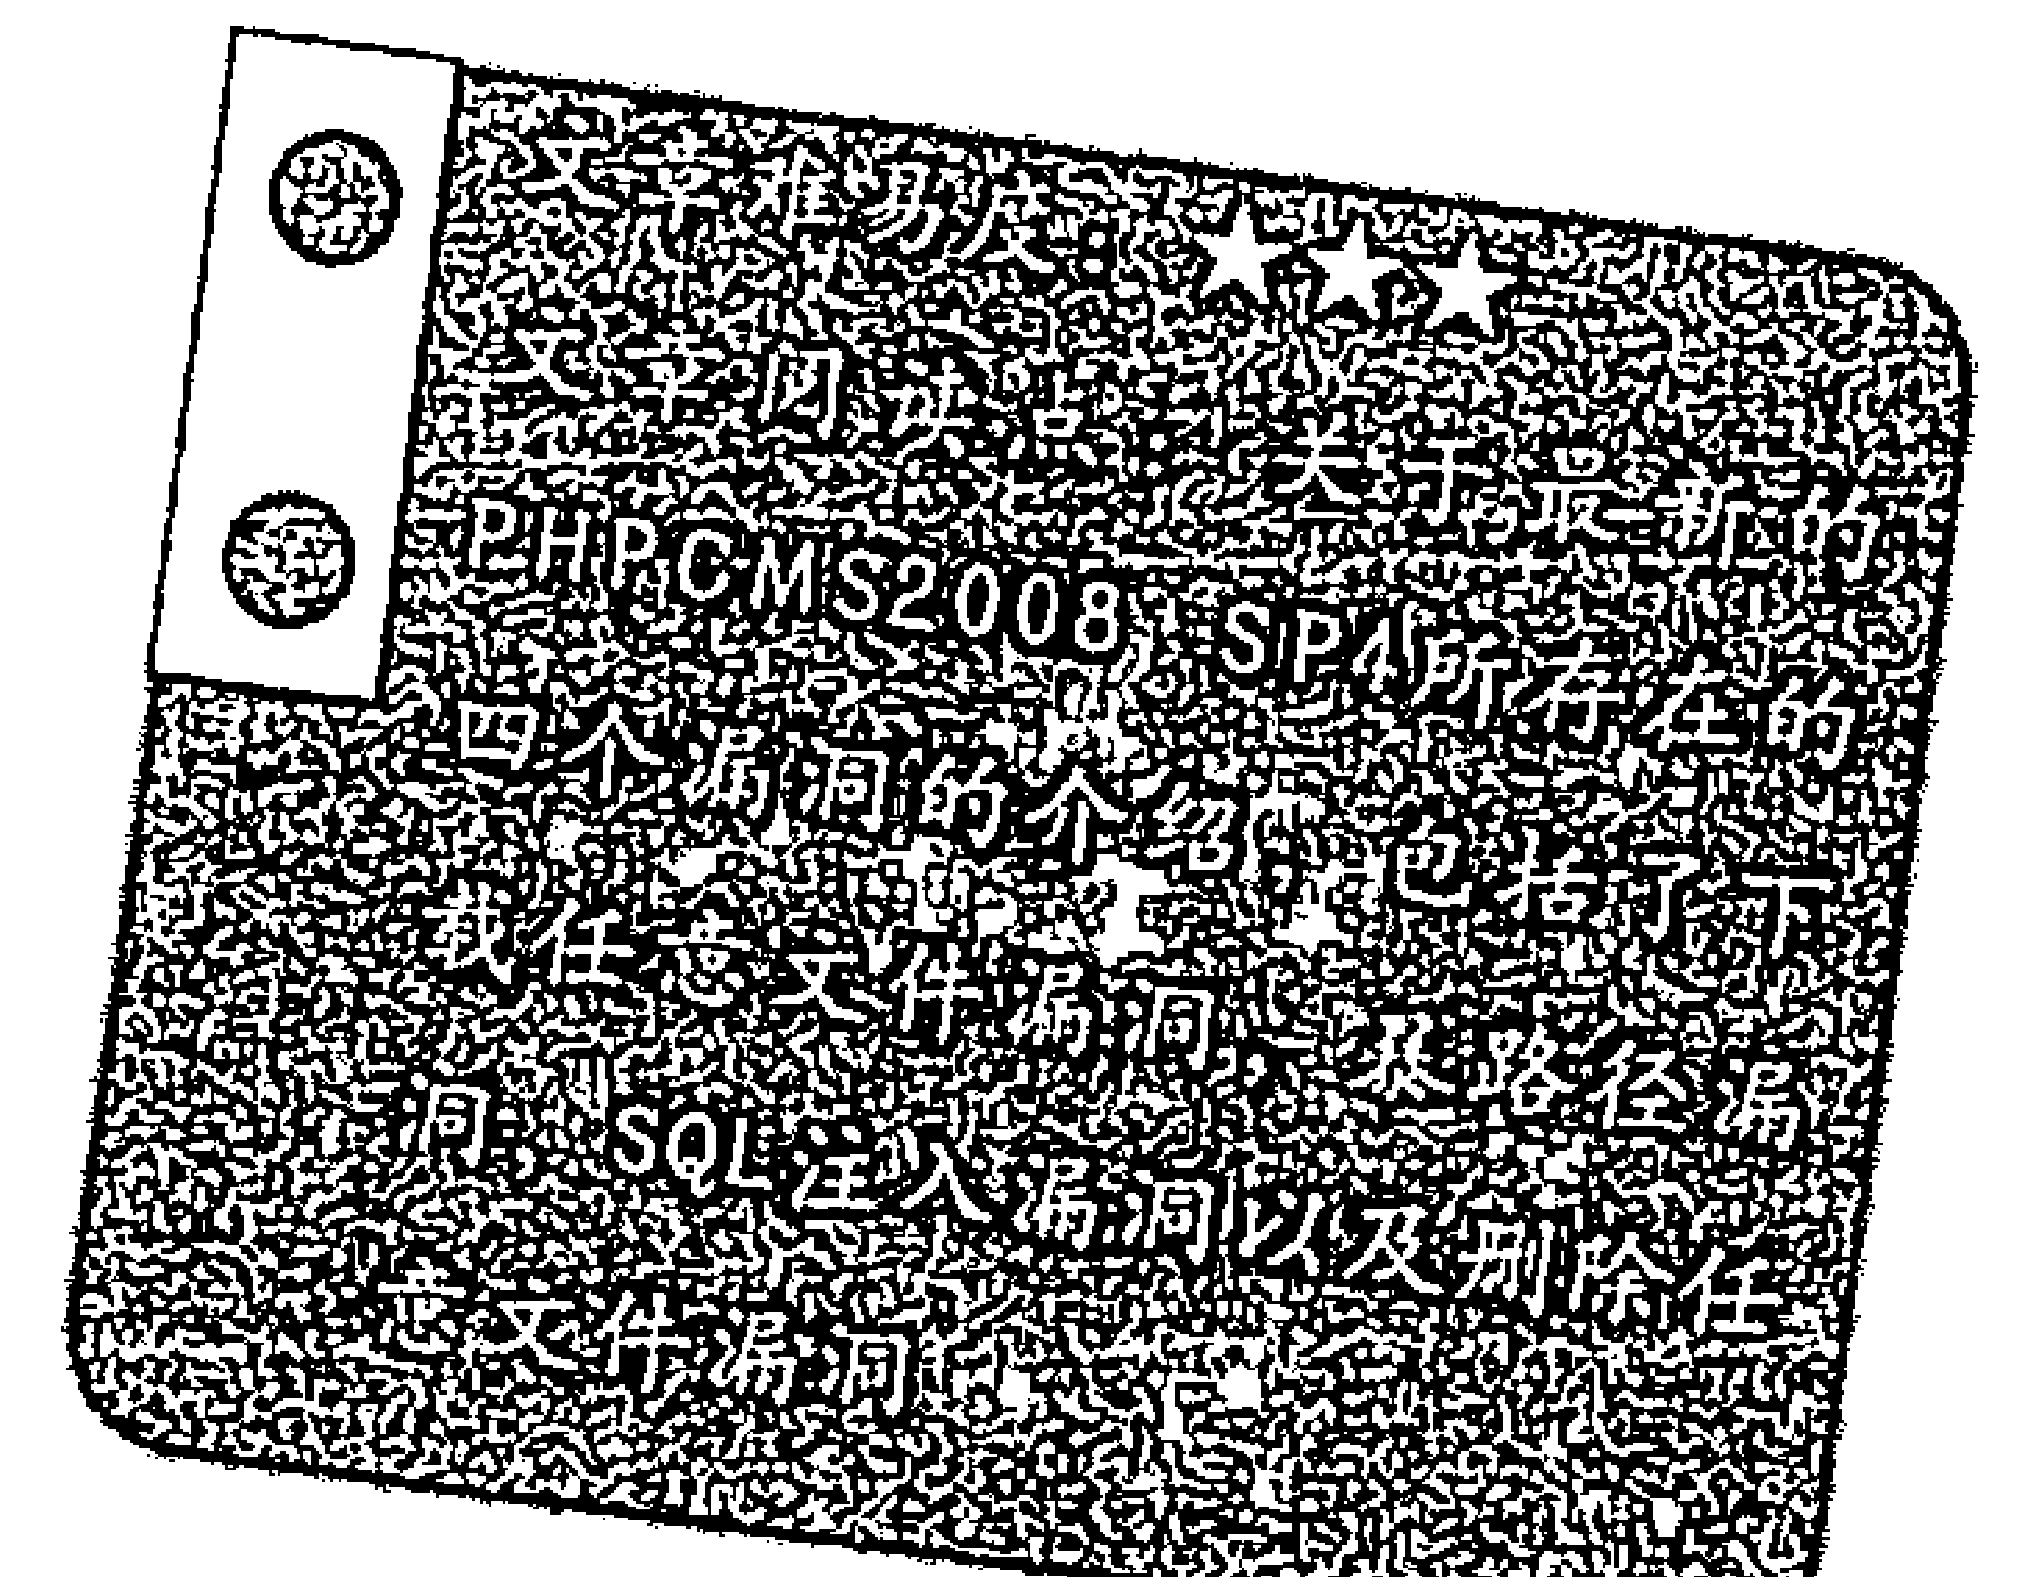 文章难易度:★★★
文章阅读点:关于最新的
PHPCMS2008 SP4所存在的
四个漏洞的介绍,包括了下
载任意文件漏洞、及路径漏
洞、SQL注入漏洞以及删除任
意文件漏洞